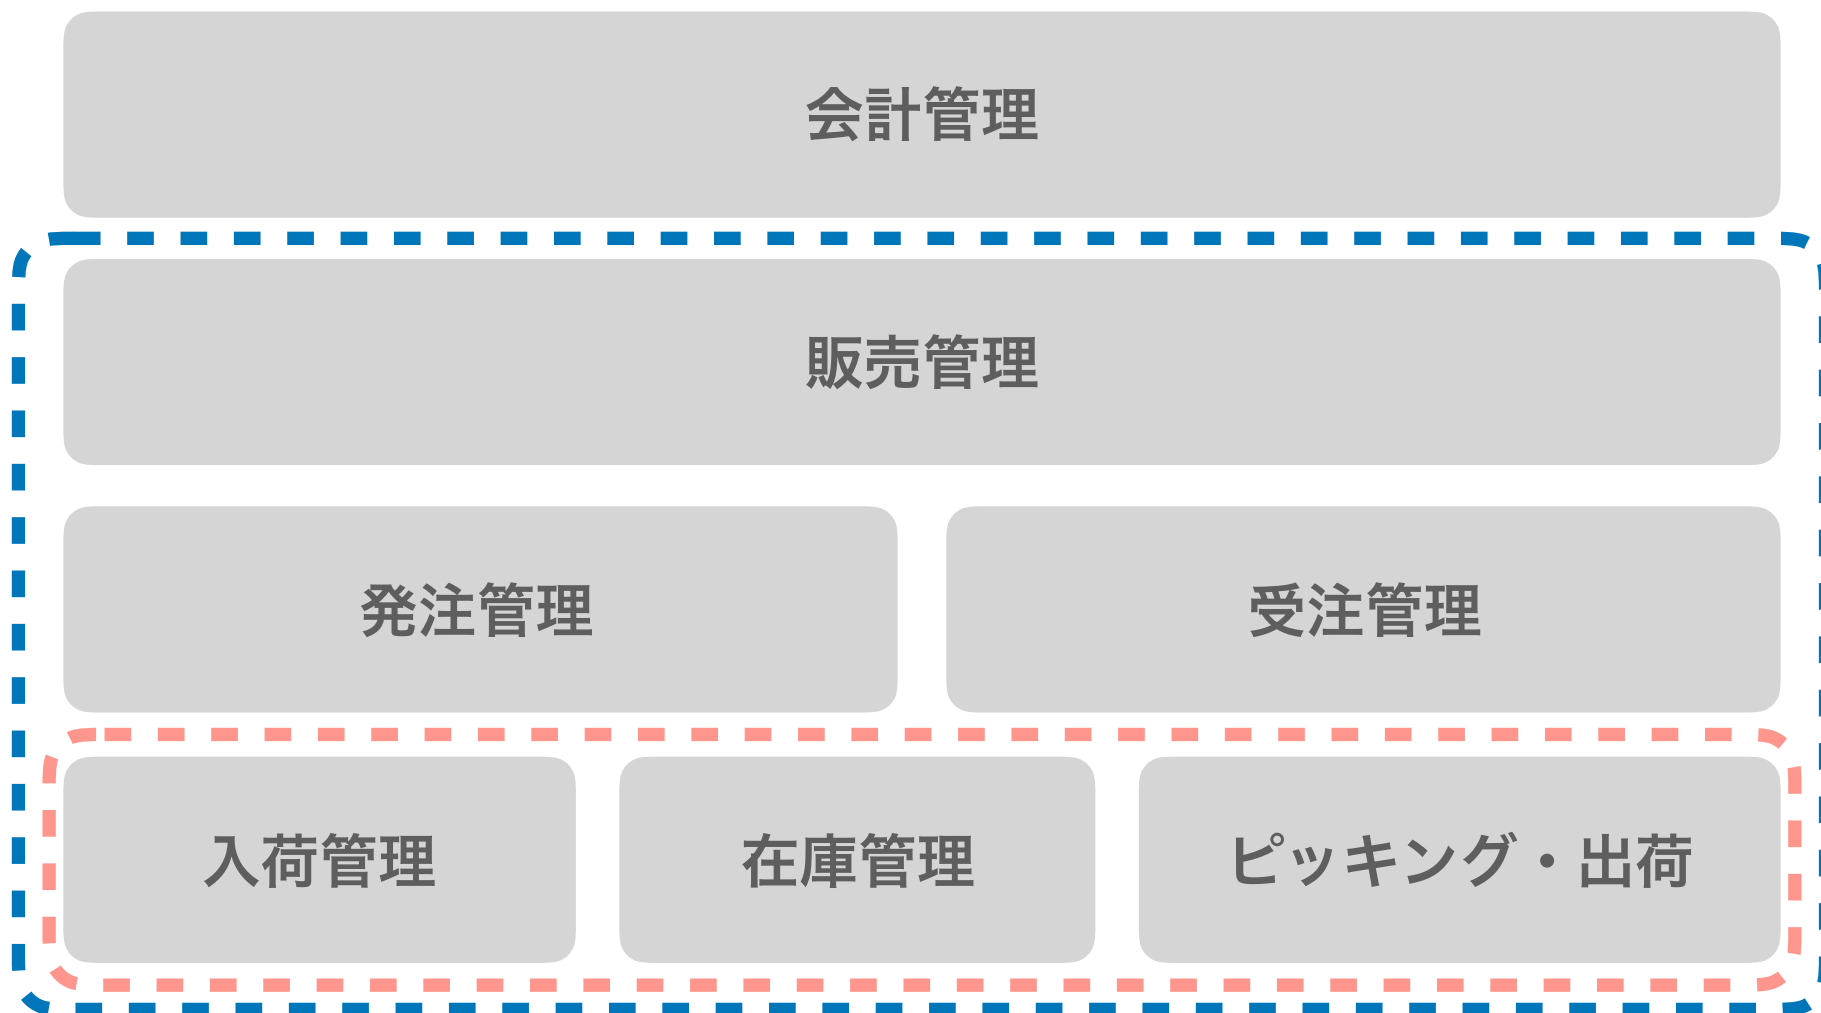 会計管理
販売管理
発注管理
受注管理
入荷管理
在庫管理
ピッキング・出荷